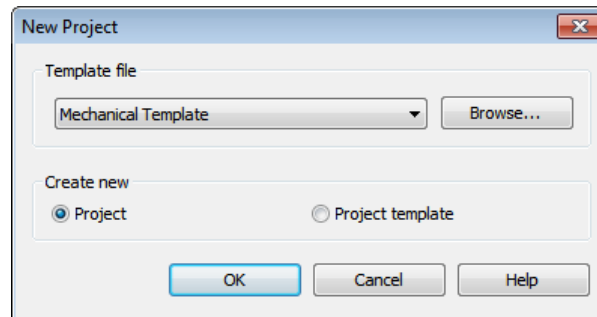 New Project
Template file
Mechanical Template Browse...
Create new
Project Project template
OK Cancel Help